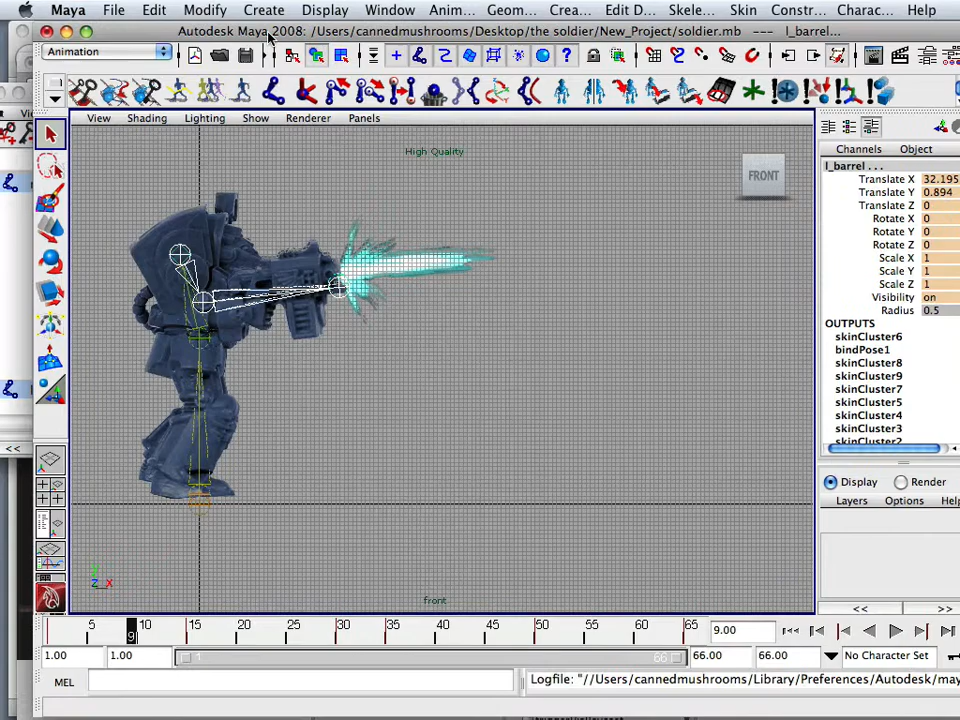 Maya File Edit Modify Create Display Window Anim... Geom... Crea... Edit D... Skele... Skin Constr... Charac... Help
Autodesk Maya 2008: /Users/cannedmushrooms/Desktop/the soldier/New_Project/soldier.mb --- l_barrel...
Animation
View Shading Lighting Show Renderer Panels
High Quality
FRONT
Channels Object
l_barrel ...
Translate X 32.195
Translate Y 0.894
Translate Z 0
Rotate X 0
Rotate Y 0
Rotate Z 0
Scale X 1
Scale Y 1
Scale Z 1
Visibility on
Radius 0.5
OUTPUTS
skinCluster6
bindPose1
skinCluster8
skinCluster9
skinCluster7
skinCluster5
skinCluster4
skinCluster3
skinCluster2
<<
Display Render
Layers Options Help
y
z x
front
<< >>
5 9 10 15 20 25 30 35 40 45 50 55 60 65 9.00
1.00 1.00 1 66 66.00 66.00 No Character Set
MEL Logfile: "//Users/cannedmushrooms/Library/Preferences/Autodesk/may